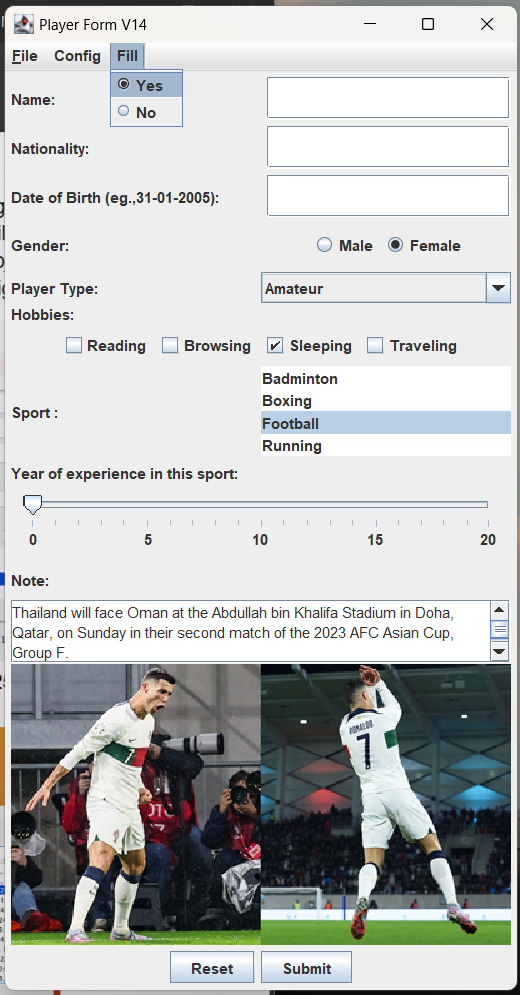 Player Form V14
File Config Fill
Yes
No
Name:
Nationality:
Date of Birth (eg.,31-01-2005):
Gender: Male Female
Player Type: Amateur
Hobbies:
Reading Browsing Sleeping Traveling
Sport :
Badminton
Boxing
Football
Running
Year of experience in this sport:
0 5 10 15 20
Note:
Thailand will face Oman at the Abdullah bin Khalifa Stadium in Doha,
Qatar, on Sunday in their second match of the 2023 AFC Asian Cup,
Group F.
7
RONALDO
7
Reset Submit